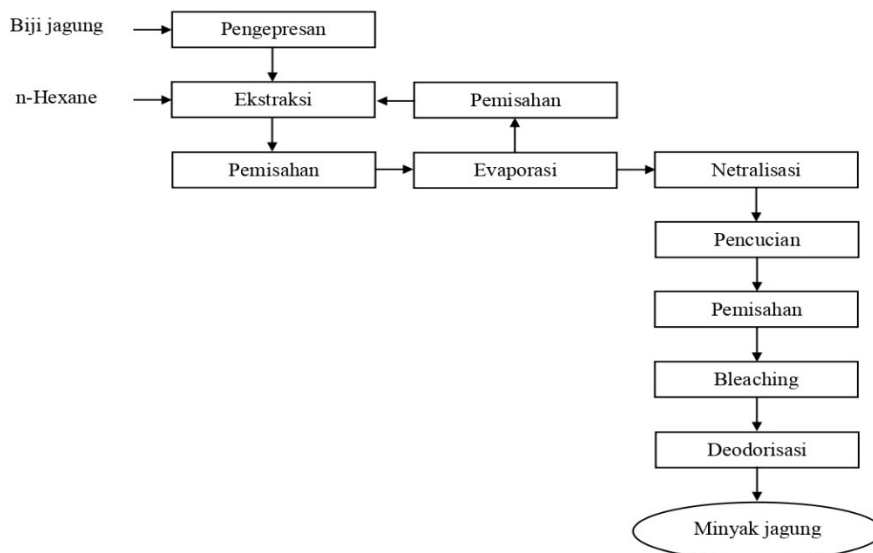 Biji jagung
Pengepresan
n-Hexane
Ekstraksi
Pemisahan
Pemisahan
Evaporasi
Netralisasi
Pencucian
Pemisahan
Bleaching
Deodorisasi
Minyak jagung